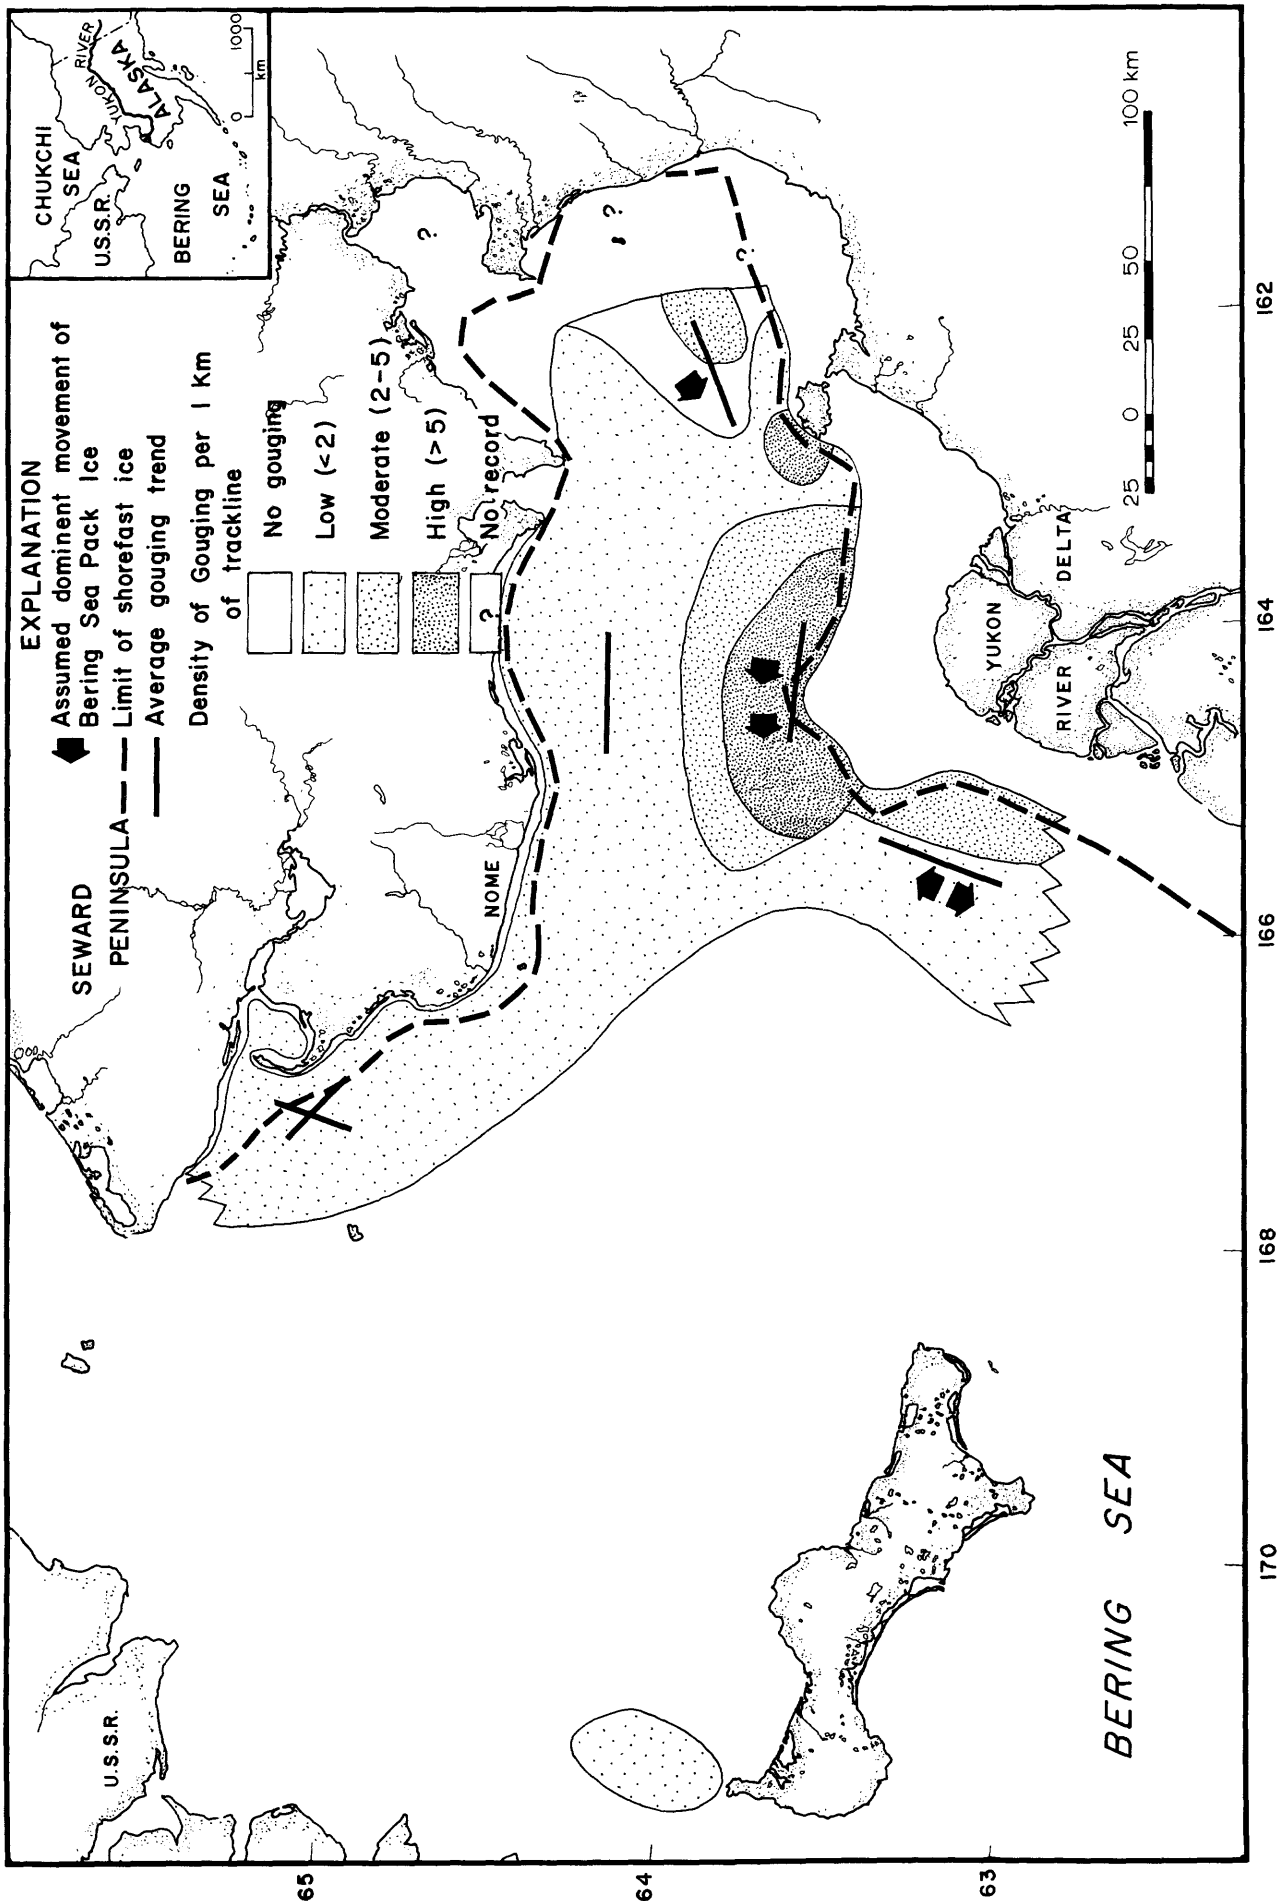 EXPLANATION
Assumed dominent movement of
Bering Sea Pack Ice
Limit of shorefast ice
Average gouging trend
Density of Gouging per 1 Km
of trackline
No gouging
Low (<2)
Moderate (2-5)
High (>5)
? No record
CHUKCHI
SEA
U.S.S.R.
BERING
SEA
YUKON RIVER
ALASKA
0 1000
km
SEWARD
PENINSULA
NOME
?
?
?
YUKON
RIVER
DELTA
U.S.S.R.
BERING SEA
25 0 25 50 100 km
65
64
63
170
168
166
164
162